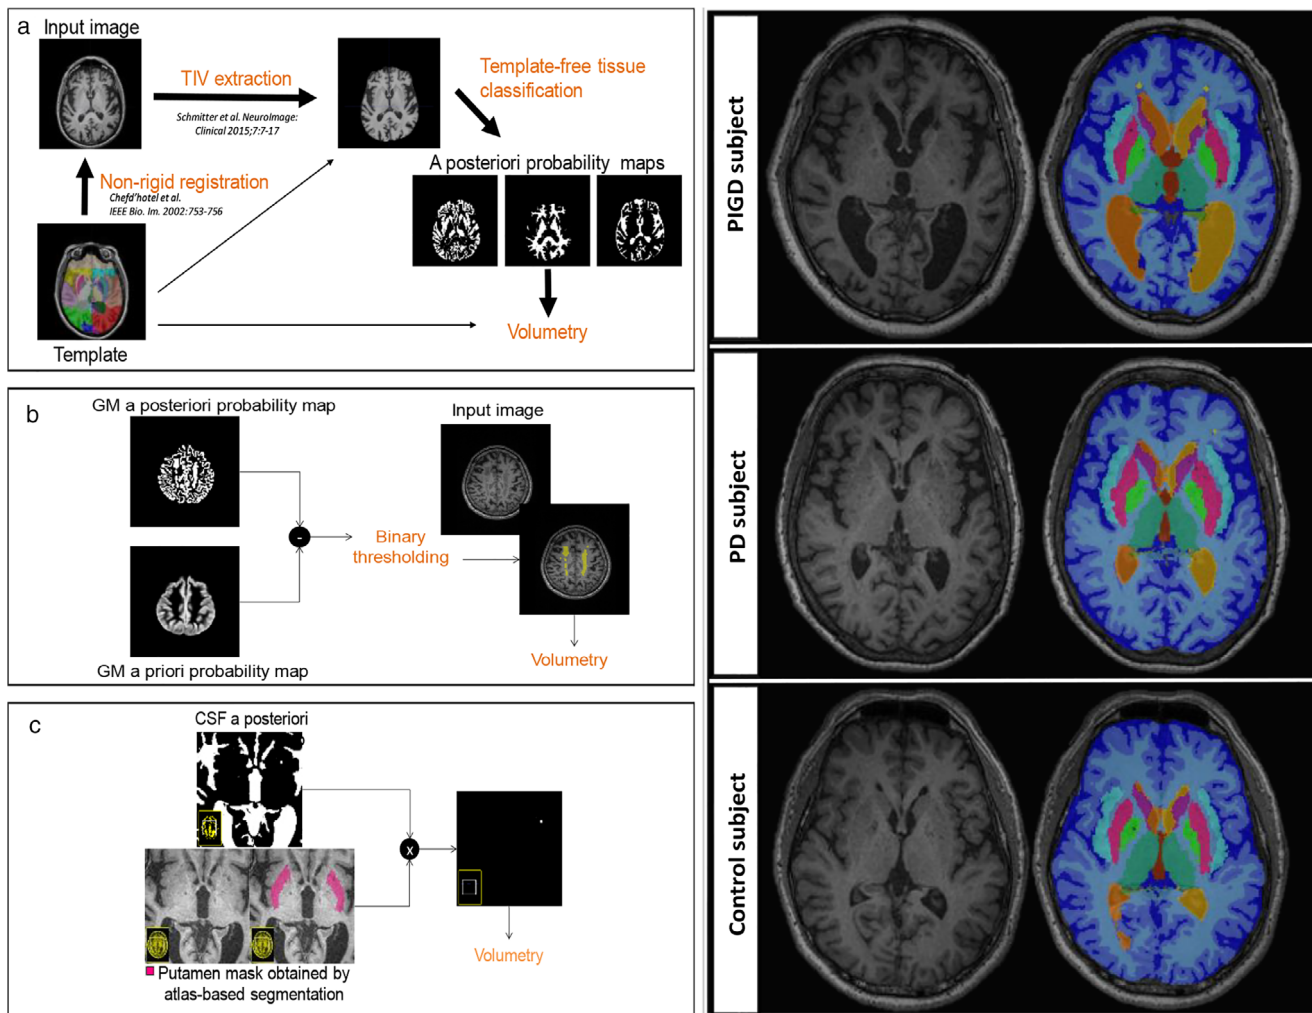 a
Input image
TIV extraction
Schmitter et al. NeuroImage:
Clinical 2015;7:7-17
Template-free tissue
classification
A posteriori probability maps
Non-rigid registration
Chefd'hotel et al.
IEEE Bio. Im. 2002:753-756
Volumetry
Template
b
GM a posteriori probability map
Input image
-
Binary
thresholding
GM a priori probability map
Volumetry
c
CSF a posteriori
x
Volumetry
Putamen mask obtained by
atlas-based segmentation
PIGD subject
PD subject
Control subject